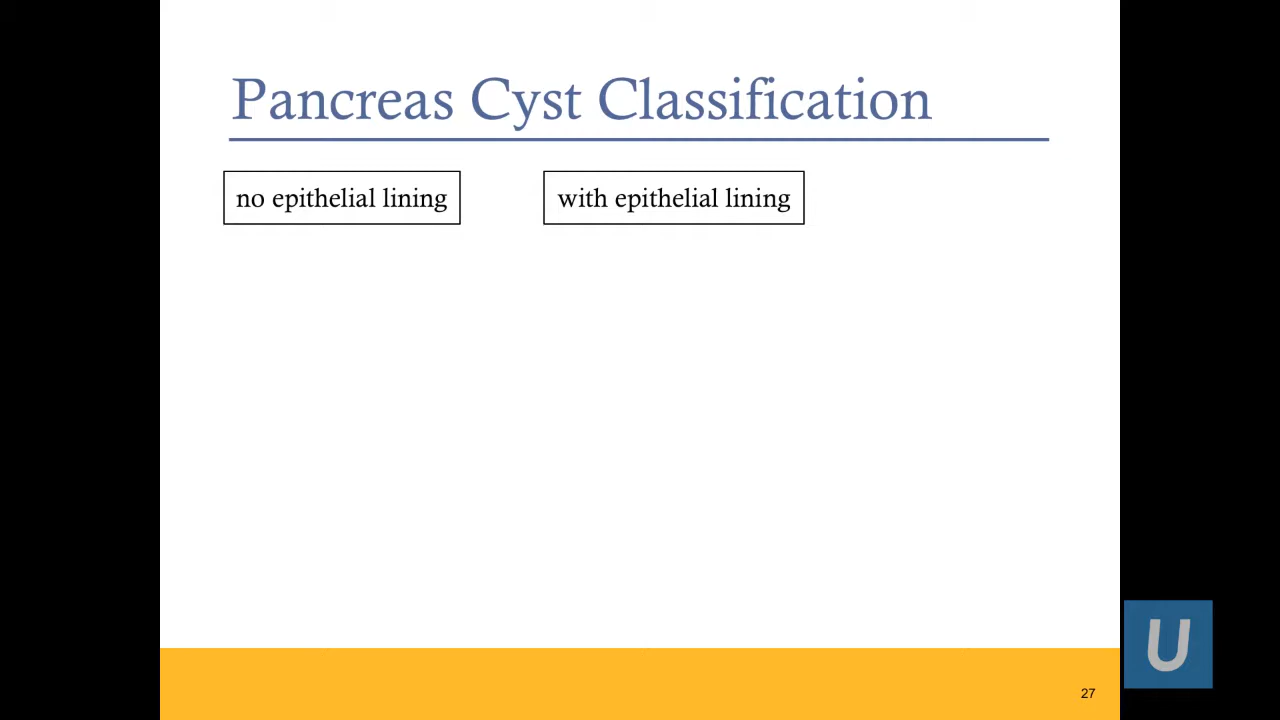 Pancreas Cyst Classification
no epithelial lining
with epithelial lining
27
U